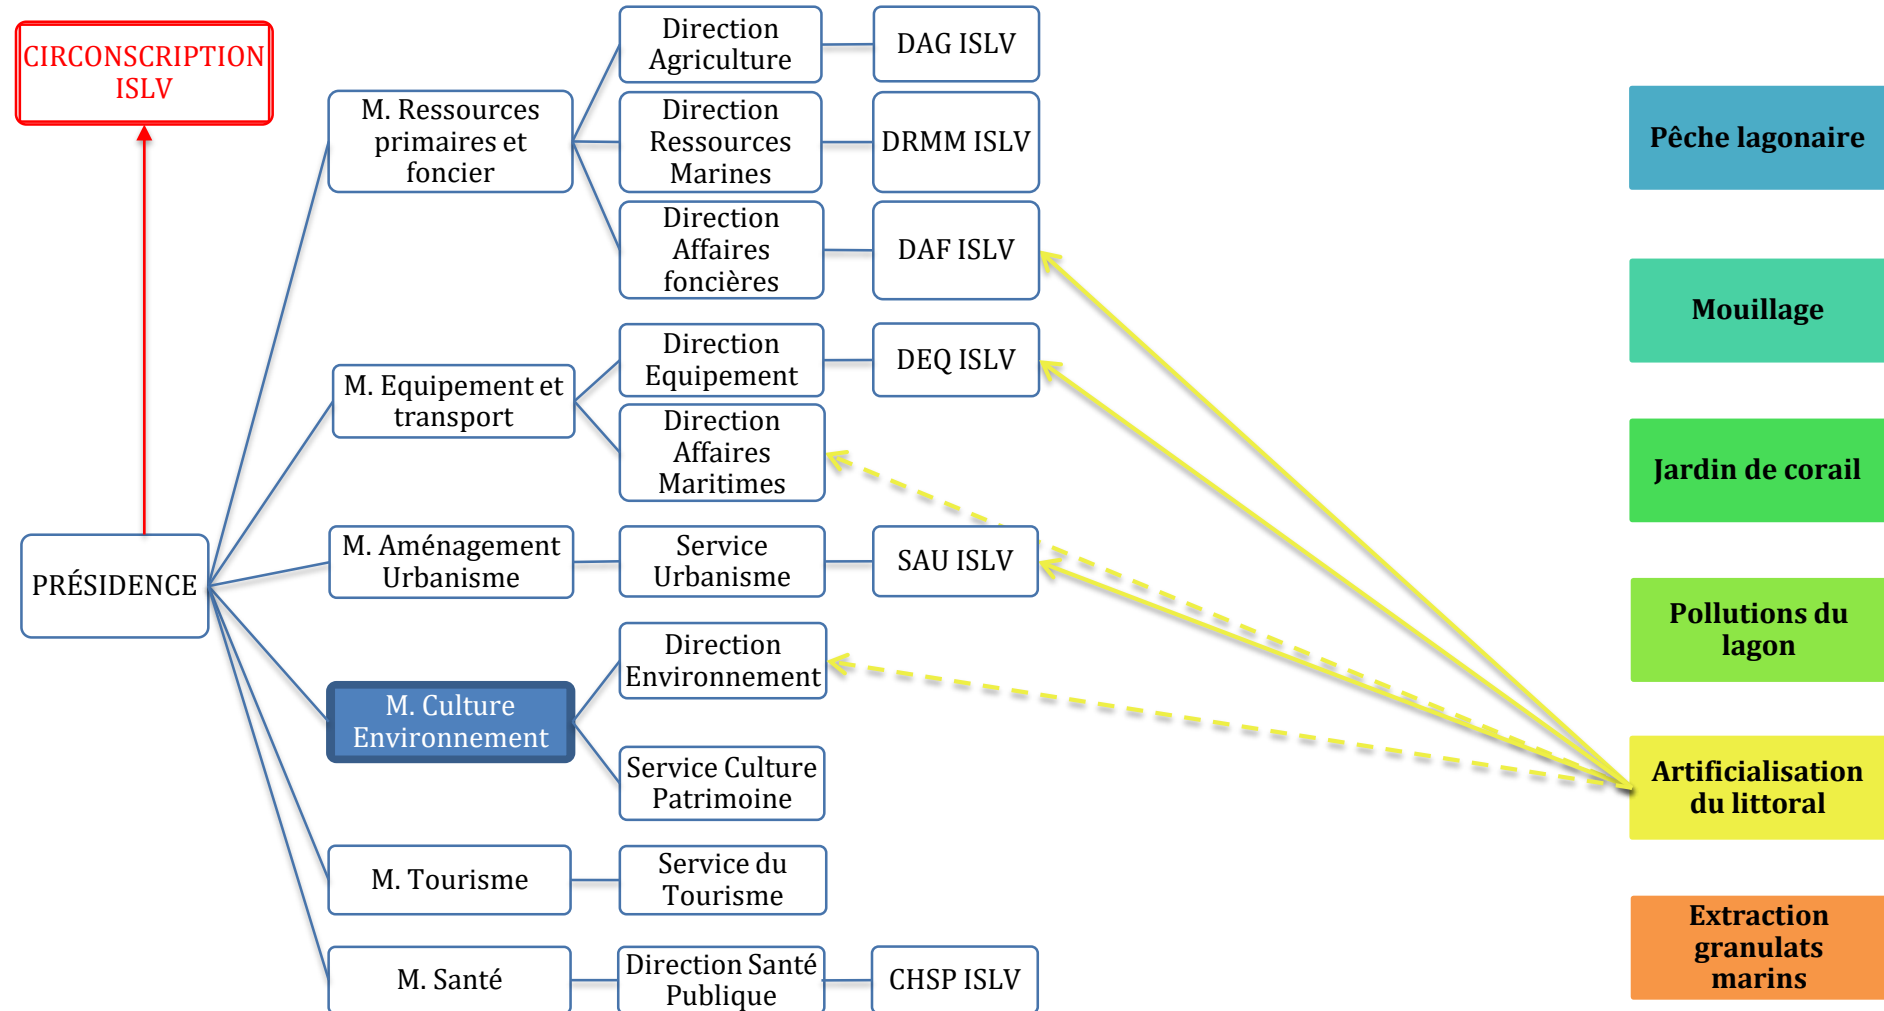 CIRCONSCRIPTION
ISLV
PRÉSIDENCE
M. Ressources
primaires et
foncier
M. Equipement et
transport
M. Aménagement
Urbanisme
M. Culture
Environnement
M. Tourisme
M. Santé
Direction
Agriculture
Direction
Ressources
Marines
Direction
Affaires
foncières
Direction
Equipement
Direction
Affaires
Maritimes
Service
Urbanisme
Direction
Environnement
Service Culture
Patrimoine
Service du
Tourisme
Direction Santé
Publique
DAG ISLV
DRMM ISLV
DAF ISLV
DEQ ISLV
SAU ISLV
CHSP ISLV
Pêche lagonaire
Mouillage
Jardin de corail
Pollutions du
lagon
Artificialisation
du littoral
Extraction
granulats
marins